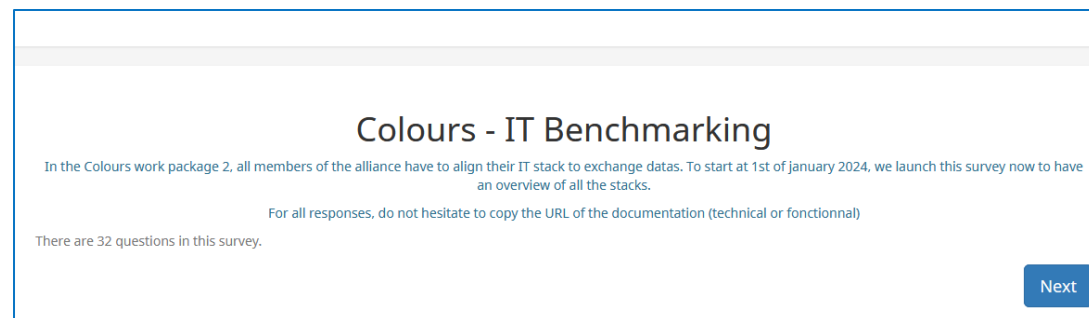 Colours - IT Benchmarking
In the Colours work package 2, all members of the alliance have to align their IT stack to exchange datas. To start at 1st of january 2024, we launch this survey now to have
an overview of all the stacks.
For all responses, do not hesitate to copy the URL of the documentation (technical or fonctionnal)
There are 32 questions in this survey.
Next